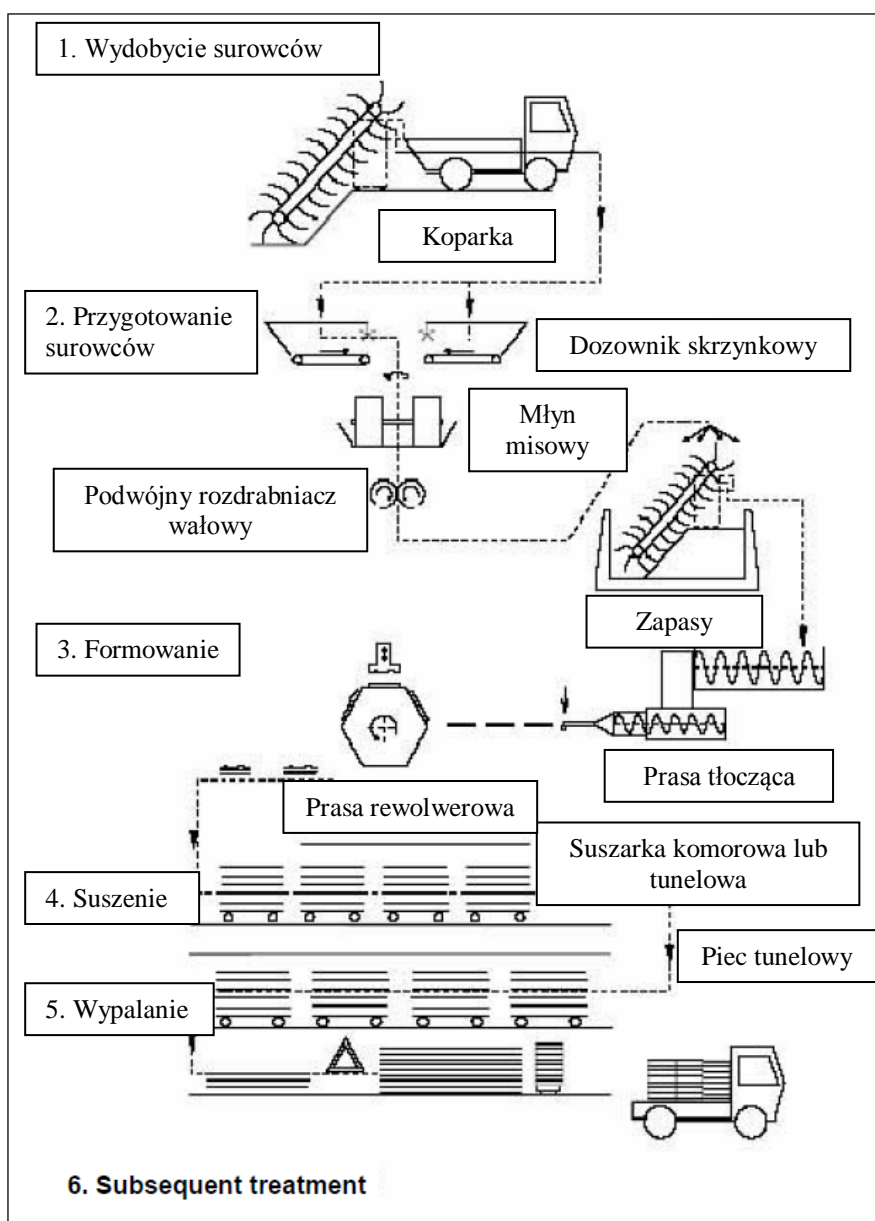 1. Wydobycie surowców
Koparka
2. Przygotowanie
surowców
Dozownik skrzynkowy
Młyn
misowy
Podwójny rozdrabniacz
wałowy
Zapasy
3. Formowanie
Prasa tłocząca
Prasa rewolwerowa
Suszarka komorowa lub
tunelowa
4. Suszenie
Piec tunelowy
5. Wypalanie
6. Subsequent treatment